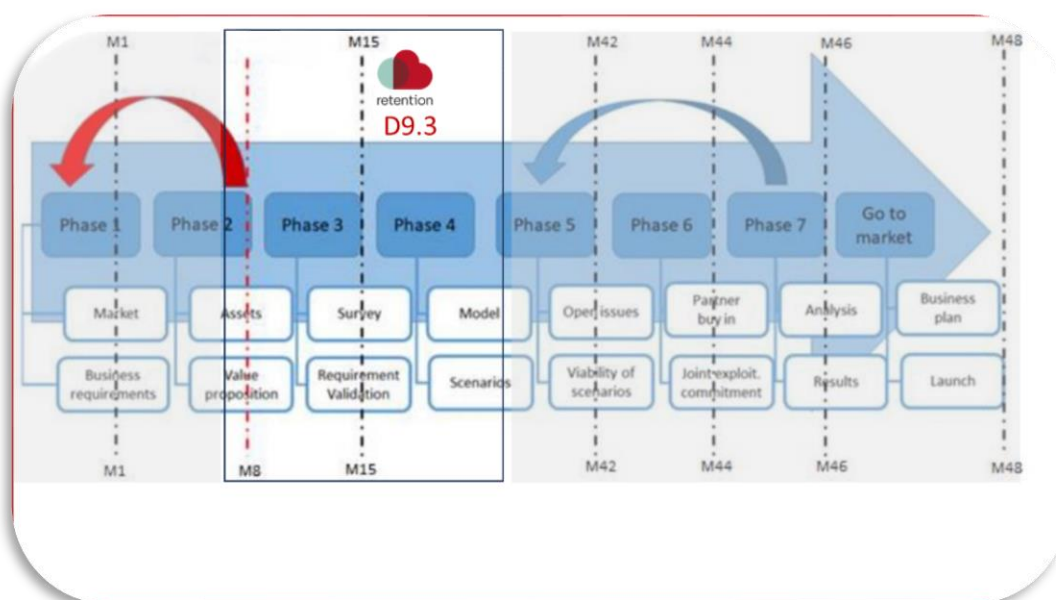 M1
M15
M42
M44
M46
M48
retention
D9.3
Phase 1
Phase 2
Phase 3
Phase 4
Phase 5
Phase 6
Phase 7
Go to
market
Market
Assets
Survey
Model
Open issues
Partner
buy in
Analysis
Business
plan
Business
requirements
Value
proposition
Requirement
Validation
Scenarios
Viability of
scenarios
Joint exploit.
commitment
Results
Launch
M1
M8
M15
M42
M44
M46
M48